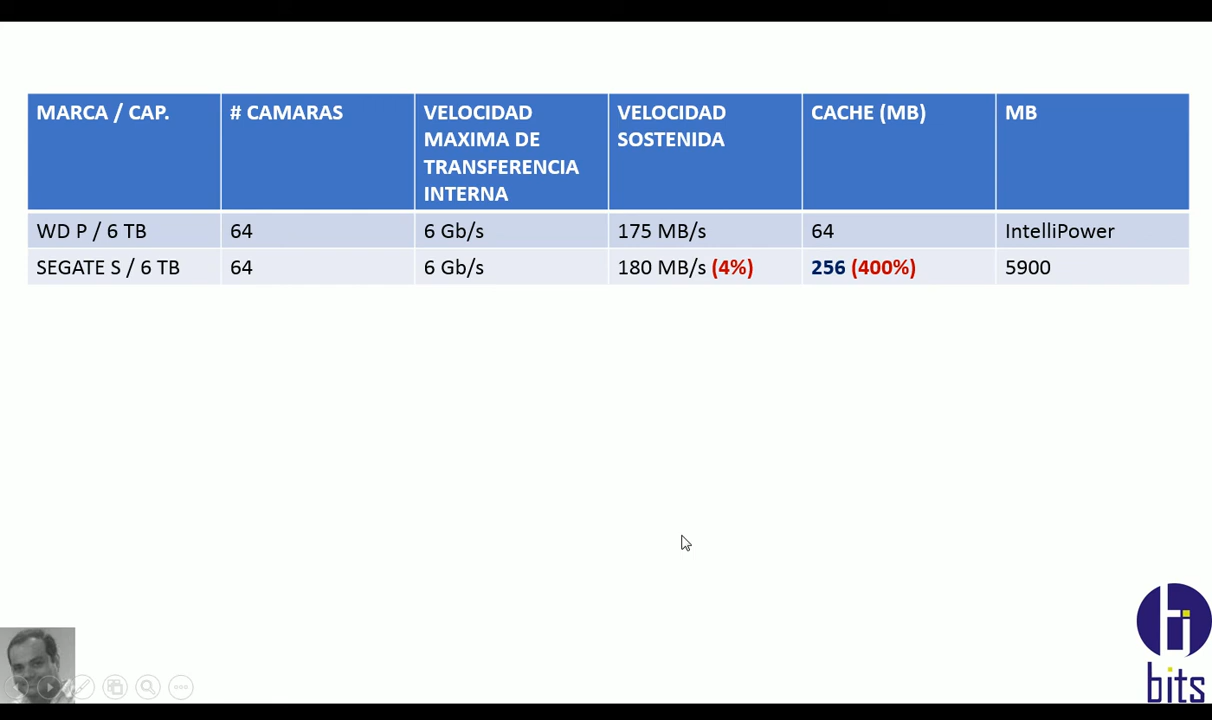 MARCA / CAP.
# CAMARAS
VELOCIDAD
MAXIMA DE
TRANSFERENCIA
INTERNA
VELOCIDAD
SOSTENIDA
CACHE (MB)
MB
WD P / 6 TB 64 6 Gb/s 175 MB/s 64 IntelliPower
SEGATE S / 6 TB 64 6 Gb/s 180 MB/s (4%) 256 (400%) 5900
hi
bits